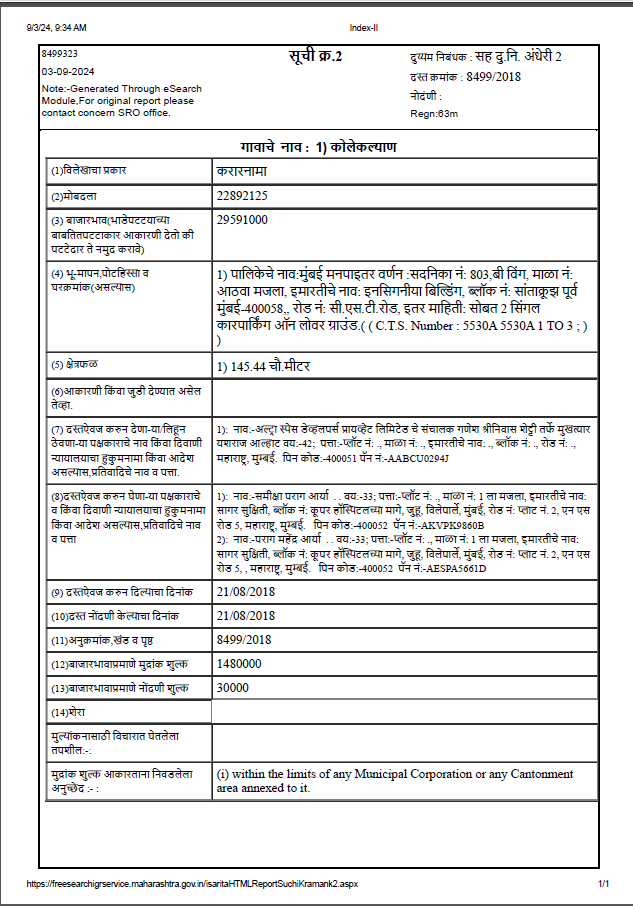 9/3/24, 9:34 AM
Index-II
8499323
03-09-2024
Note:-Generated Through eSearch
Module,For original report please
contact concern SRO office.
सूची क्र.2
दुय्यम निबंधक : सह दु.नि. अंधेरी 2
दस्त क्रमांक : 8499/2018
नोदंणी :
Regn:63m
गावाचे नाव : 1) कोलेकल्याण
(1)विलेखाचा प्रकार
करारनामा
(2)मोबदला
22892125
(3) बाजारभाव(भाडेपटटयाच्या
बाबतितपटटाकार आकारणी देतो की
पटटेदार ते नमुद करावे)
29591000
(4) भू-मापन,पोटहिस्सा व
घरक्रमांक(असल्यास)
1) पालिकेचे नाव:मुंबई मनपाइतर वर्णन :सदनिका नं: 803,बी विंग, माळा नं:
आठवा मजला, इमारतीचे नाव: इनसिगनीया बिल्डिंग, ब्लॉक नं: सांताक्रूझ पूर्व
मुंबई-400058,, रोड नं: सी.एस.टी.रोड, इतर माहिती: सोबत 2 सिंगल
कारपार्किंग ऑन लोवर ग्राउंड.( ( C.T.S. Number : 5530A 5530A 1 TO 3 ; )
)
(5) क्षेत्रफळ
1) 145.44 चौ.मीटर
(6)आकारणी किंवा जुडी देण्यात असेल
तेव्हा.
(7) दस्तऐवज करुन देणा-या/लिहून
ठेवणा-या पक्षकाराचे नाव किंवा दिवाणी
न्यायालयाचा हुकुमनामा किंवा आदेश
असल्यास,प्रतिवादिचे नाव व पत्ता.
1): नाव:-अल्ट्रा स्पेस डेव्हलपर्स प्रायव्हेट लिमिटेड चे संचालक गणेश श्रीनिवास शेट्टी तर्फे मुखत्यार
यशराज आल्हाट वय:-42; पत्ता:-प्लॉट नं: ., माळा नं: ., इमारतीचे नाव: ., ब्लॉक नं: ., रोड नं: .,
महाराष्ट्र, मुम्बई. पिन कोड:-400051 पॅन नं:-AABCU0294J
(8)दस्तऐवज करुन घेणा-या पक्षकाराचे
व किंवा दिवाणी न्यायालयाचा हुकुमनामा
किंवा आदेश असल्यास,प्रतिवादिचे नाव
व पत्ता
1): नाव:-समीक्षा पराग आर्या . . वय:-33; पत्ता:-प्लॉट नं: ., माळा नं: 1 ला मजला, इमारतीचे नाव:
सागर सुक्षिती, ब्लॉक नं: कूपर हॉस्पिटलच्या मागे, जुहू, विलेपार्ले, मुंबई, रोड नं: प्लाट नं. 2, एन एस
रोड 5, महाराष्ट्र, मुम्बई. पिन कोड:-400052 पॅन नं:-AKVPK9860B
2): नाव:-पराग महेंद्र आर्या . . वय:-33; पत्ता:-प्लॉट नं: ., माळा नं: 1 ला मजला, इमारतीचे नाव:
सागर सुक्षिती, ब्लॉक नं: कूपर हॉस्पिटलच्या मागे, जुहू, विलेपार्ले, मुंबई, रोड नं: प्लाट नं. 2, एन एस
रोड 5, , महाराष्ट्र, मुम्बई. पिन कोड:-400052 पॅन नं:-AESPA5661D
(9) दस्तऐवज करुन दिल्याचा दिनांक
21/08/2018
(10)दस्त नोंदणी केल्याचा दिनांक
21/08/2018
(11)अनुक्रमांक,खंड व पृष्ठ
8499/2018
(12)बाजारभावाप्रमाणे मुद्रांक शुल्क
1480000
(13)बाजारभावाप्रमाणे नोंदणी शुल्क
30000
(14)शेरा
मुल्यांकनासाठी विचारात घेतलेला
तपशील:-:
मुद्रांक शुल्क आकारताना निवडलेला
अनुच्छेद :- :
(i) within the limits of any Municipal Corporation or any Cantonment
area annexed to it.
https://freesearchigrservice.maharashtra.gov.in/isaritaHTMLReportSuchiKramank2.aspx
1/1